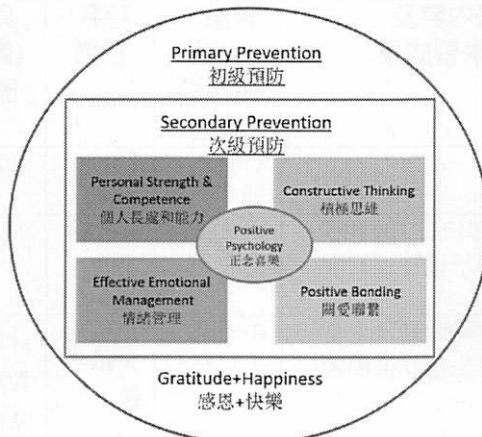 Primary Prevention
初級預防
Secondary Prevention
次級預防
Personal Strength &
Competence
個人長處和能力
Constructive Thinking
積極思維
Positive
Psychology
正念喜樂
Effective Emotional
Management
情緒管理
Positive Bonding
關愛聯繫
Gratitude+Happiness
感恩+快樂